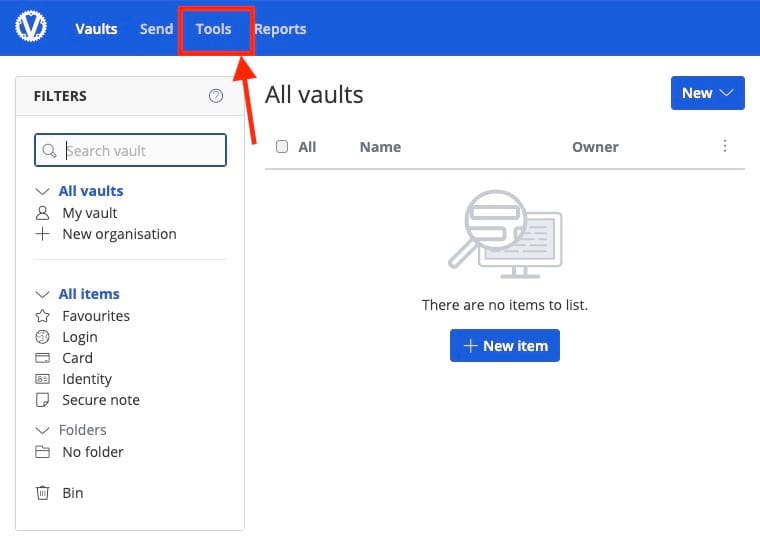 Vaults Send Tools Reports
FILTERS
Search vault
All vaults
My vault
New organisation
All items
Favourites
Login
Card
Identity
Secure note
Folders
No folder
Bin
All vaults
New
All Name Owner
There are no items to list.
New item